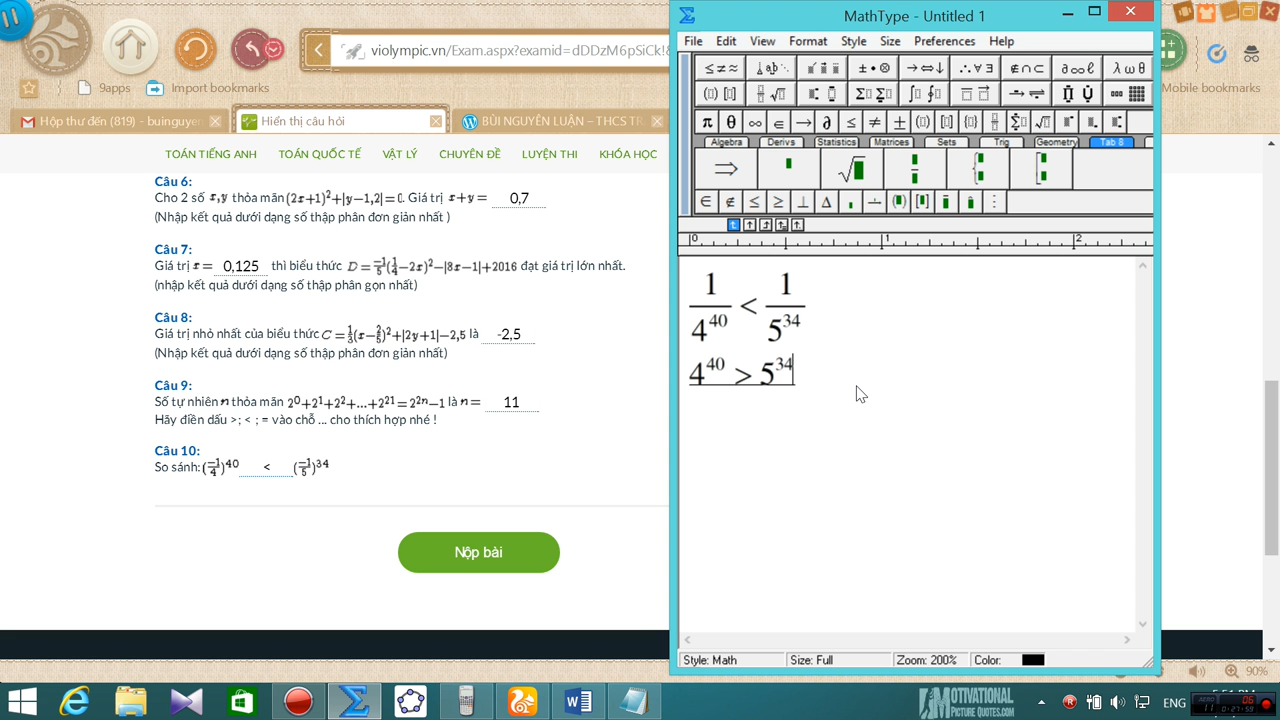 MathType - Untitled 1
violympic.vn/Exam.aspx?examid=dDDzM6pSiCk!&
File Edit View Format Style Size Preferences Help
9apps Import bookmarks
Mobile bookmarks
Hộp thư đến (819) - buinguyen
Hiển thị câu hỏi
BÙI NGUYÊN LUẬN – THCS TR
Algebra Derivs Statistics Matrices Sets Trig Geometry Tab 8
TOÁN TIẾNG ANH TOÁN QUỐC TẾ VẬT LÝ CHUYÊN ĐỀ LUYỆN THI KHÓA HỌC
Câu 6:
Cho 2 số x,y thỏa mãn (2x+1)²+|y−1,2|=0. Giá trị x+y= 0,7
(Nhập kết quả dưới dạng số thập phân đơn giản nhất )
Câu 7:
Giá trị x= 0,125 thì biểu thức D=−1/5(1/4−2x)²−|8x−1|+2016 đạt giá trị lớn nhất.
(nhập kết quả dưới dạng số thập phân gọn nhất)
Câu 8:
Giá trị nhỏ nhất của biểu thức C=1/3(x−2/5)²+|2y+1|−2,5 là -2,5
(Nhập kết quả dưới dạng số thập phân đơn giản nhất)
Câu 9:
Số tự nhiên n thỏa mãn 2⁰+2¹+2²+...+2²¹=2²ⁿ−1 là n= 11
Hãy điền dấu >; < ; = vào chỗ ... cho thích hợp nhé !
Câu 10:
So sánh: (−1/4)⁴⁰ < (−1/5)³⁴
Nộp bài
0 1 2
1/4⁴⁰ < 1/5³⁴
4⁴⁰ > 5³⁴
Style: Math Size: Full Zoom: 200% Color:
90%
MOTIVATIONAL
PICTURE QUOTES.COM
ENG